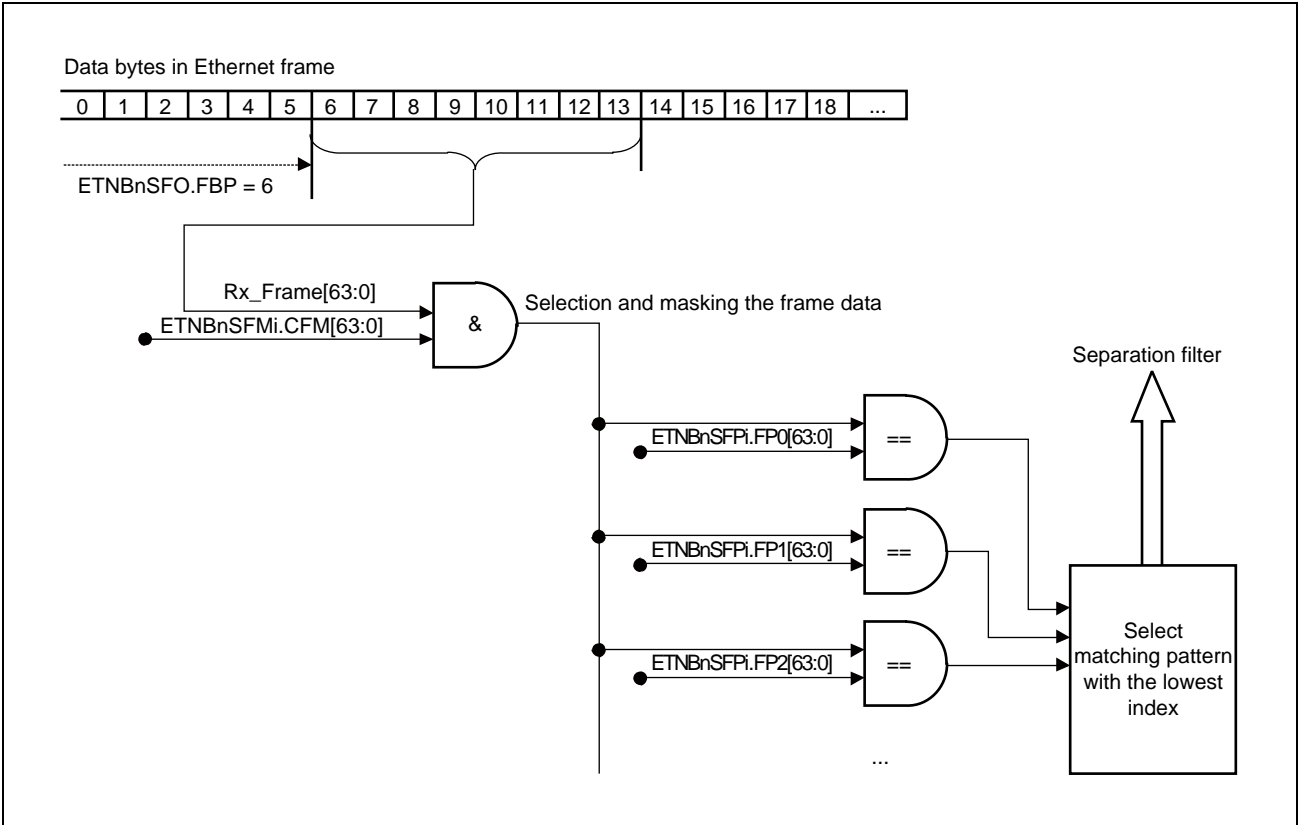 Data bytes in Ethernet frame
0 1 2 3 4 5 6 7 8 9 10 11 12 13 14 15 16 17 18 ...
ETNBnSFO.FBP = 6
Rx_Frame[63:0]
ETNBnSFMi.CFM[63:0]
&
Selection and masking the frame data
Separation filter
ETNBnSFPi.FP0[63:0]
==
ETNBnSFPi.FP1[63:0]
==
ETNBnSFPi.FP2[63:0]
==
...
Select
matching pattern
with the lowest
index